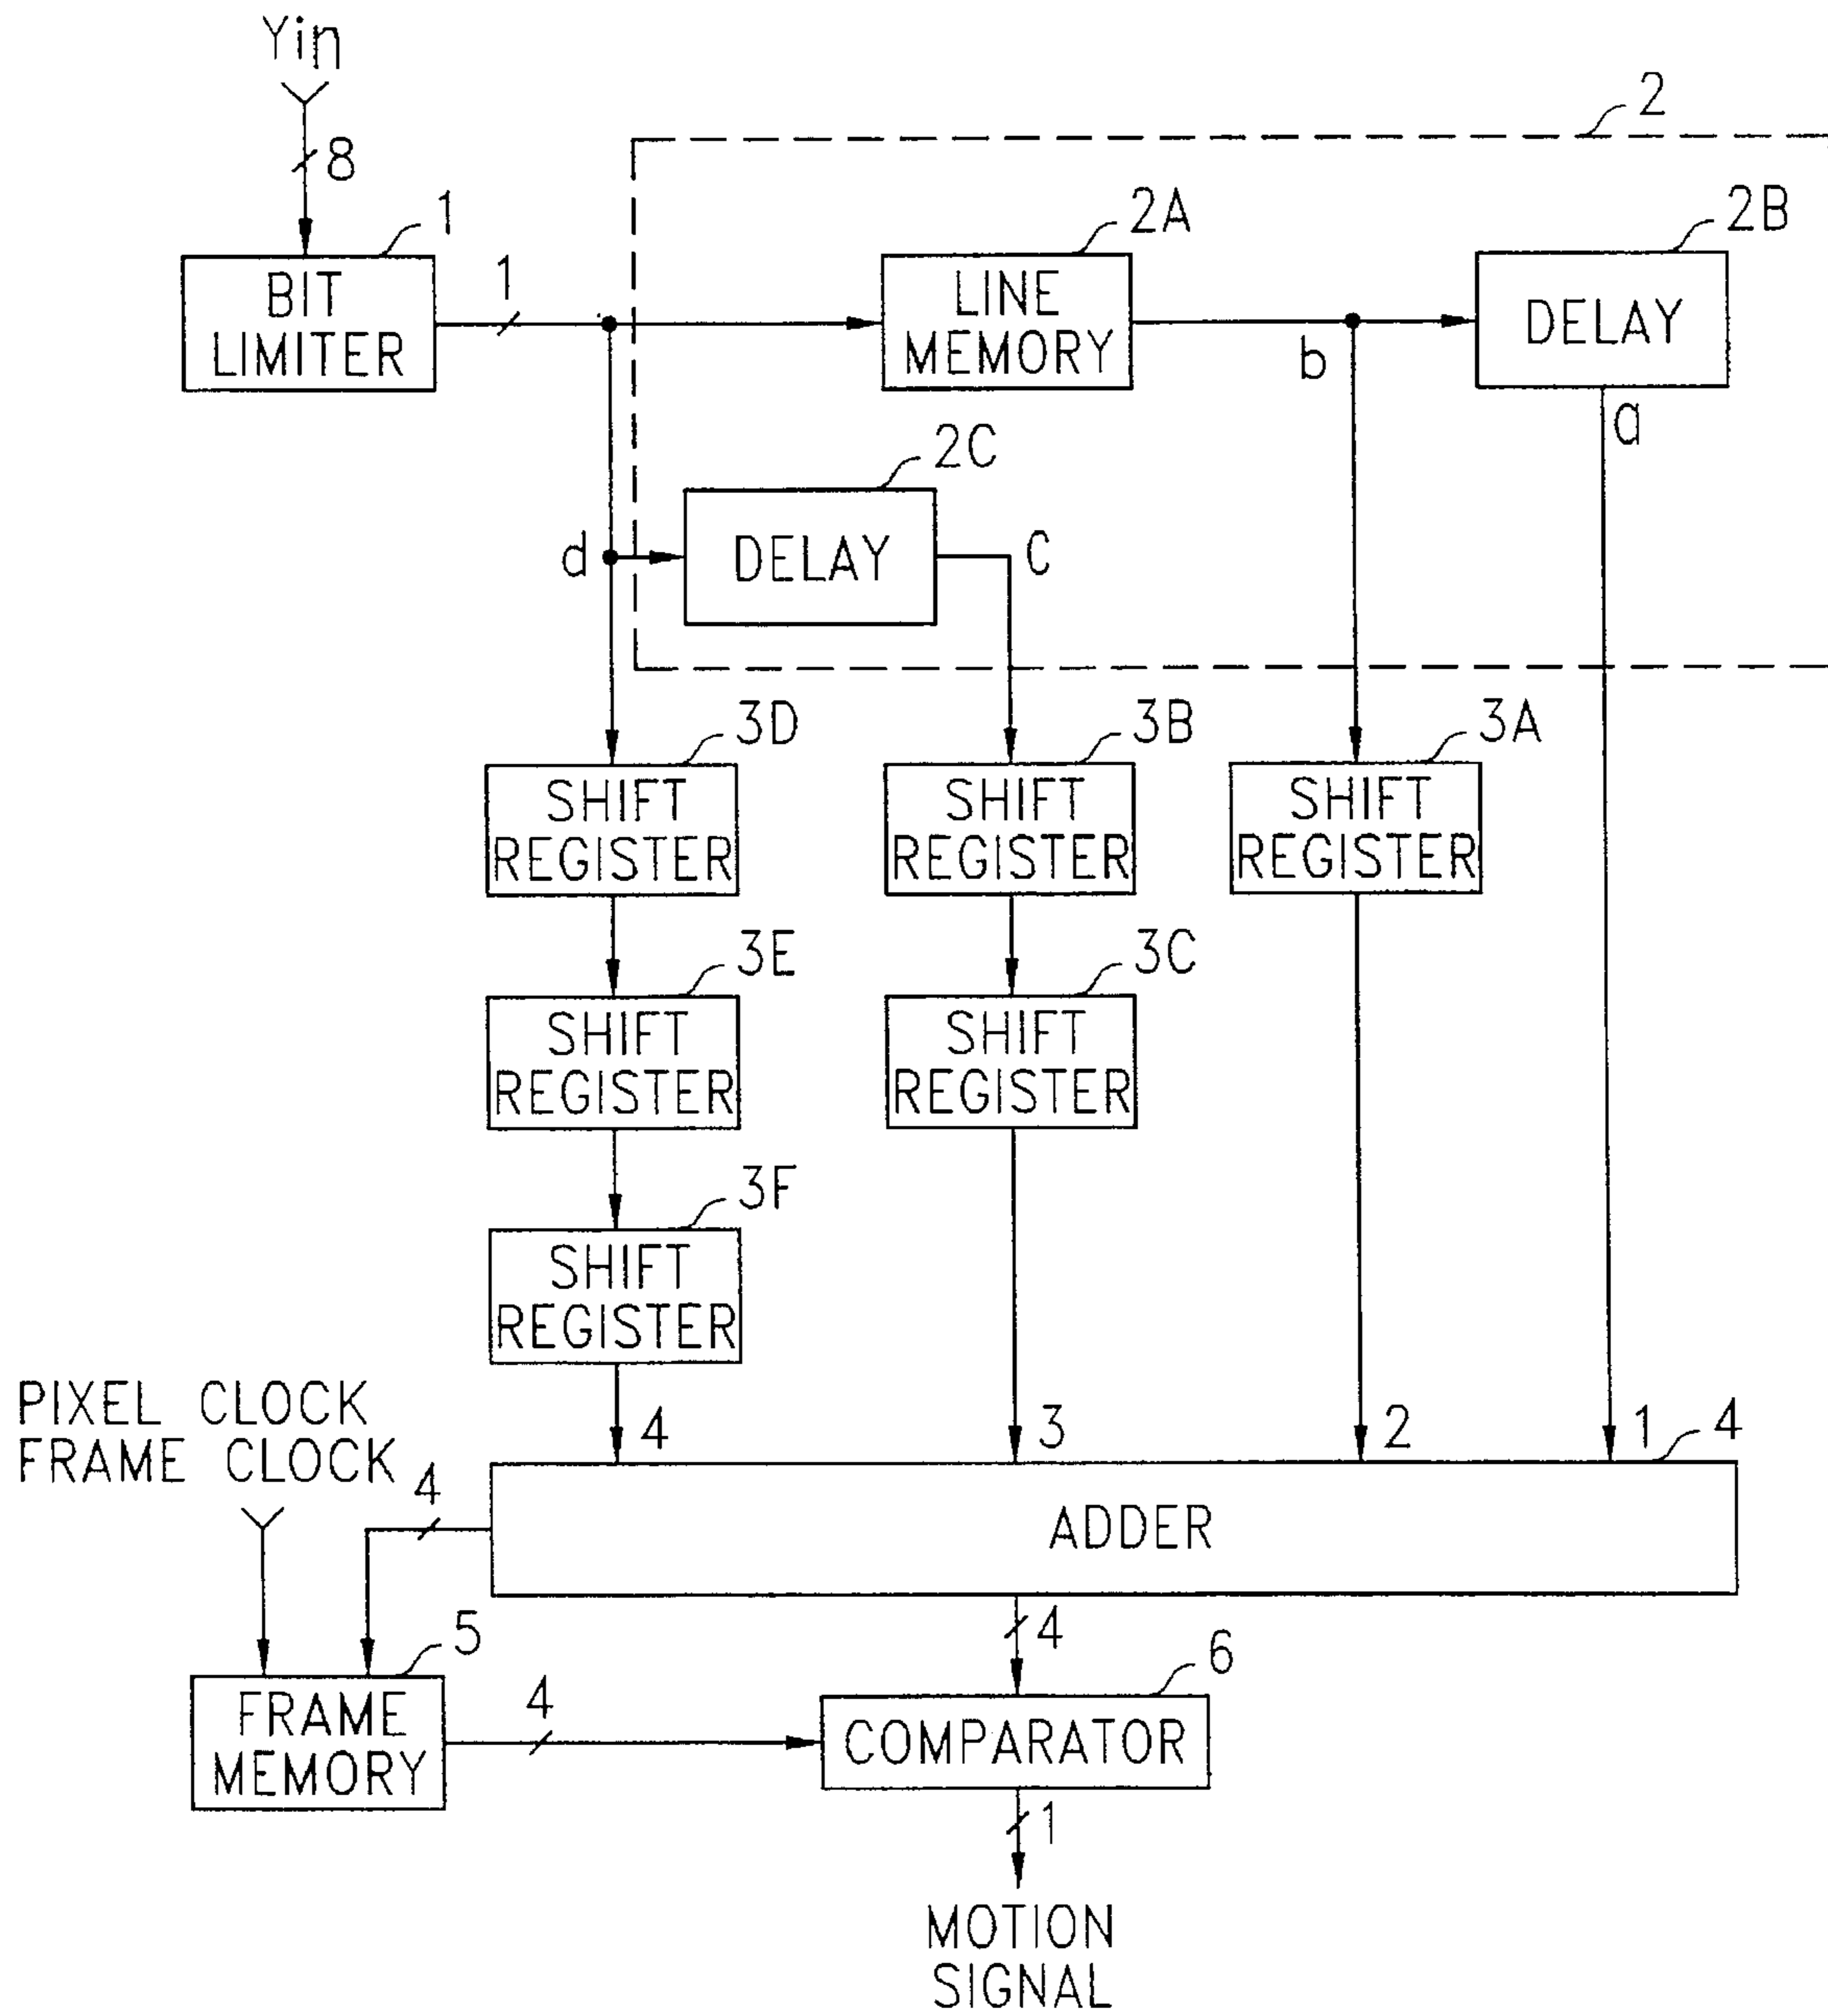 Yin
8
2
1
BIT
LIMITER
1
2A
LINE
MEMORY
2B
DELAY
b
a
2C
DELAY
d
c
3D
SHIFT
REGISTER
3B
SHIFT
REGISTER
3A
SHIFT
REGISTER
3E
SHIFT
REGISTER
3C
SHIFT
REGISTER
3F
SHIFT
REGISTER
PIXEL CLOCK
FRAME CLOCK
4
3
2
1
4
4
ADDER
5
FRAME
MEMORY
4
4
6
COMPARATOR
1
MOTION
SIGNAL